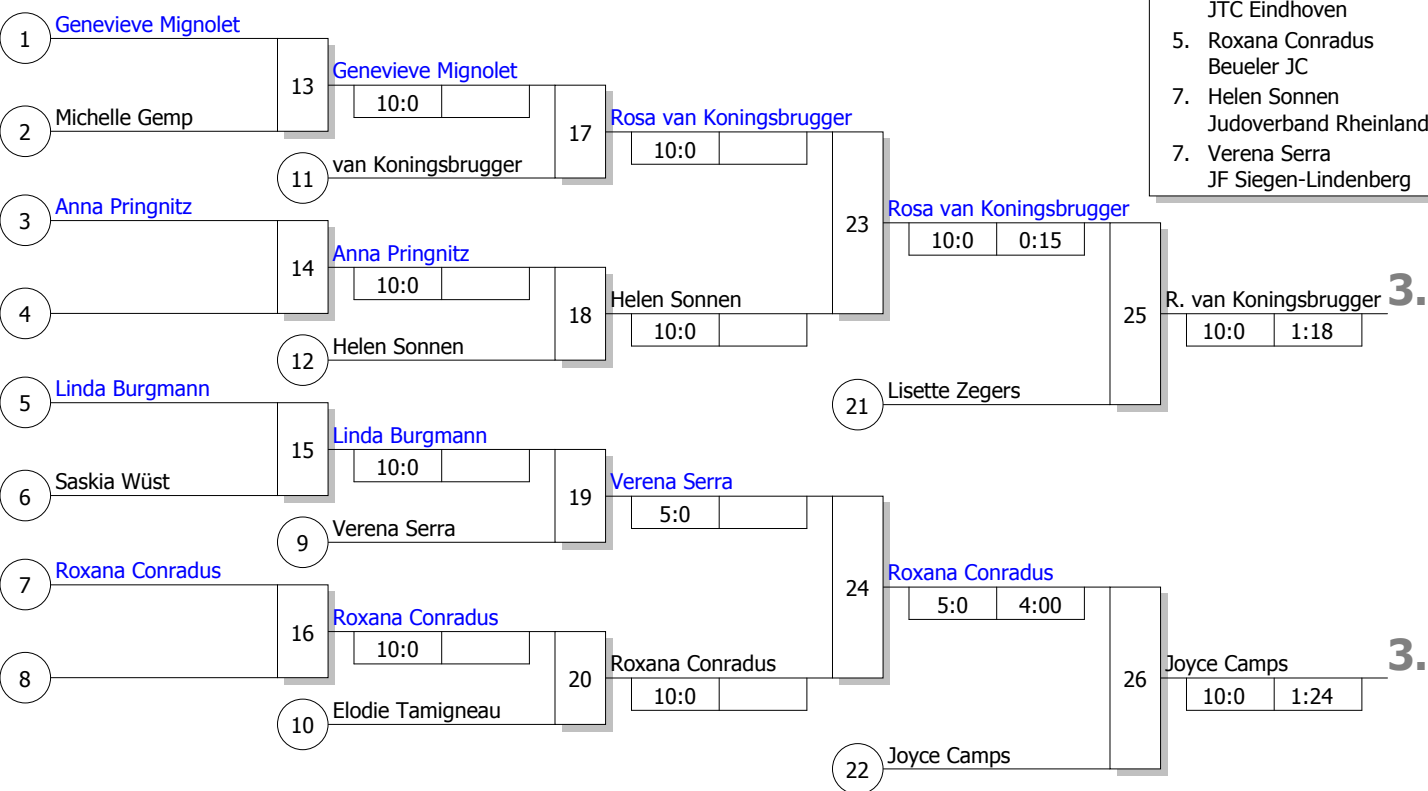 JTC Eindhoven
5. Roxana Conradus
Beueler JC
7. Helen Sonnen
Judoverband Rheinland
7. Verena Serra
JF Siegen-Lindenberg
1 Genevieve Mignolet
2 Michelle Gemp
13
Genevieve Mignolet
10:0
11 van Koningsbrugger
17
Rosa van Koningsbrugger
10:0
3 Anna Pringnitz
4
14
Anna Pringnitz
10:0
12 Helen Sonnen
18
Helen Sonnen
10:0
23
Rosa van Koningsbrugger
10:0 0:15
21 Lisette Zegers
25
R. van Koningsbrugger 3.
10:0 1:18
5 Linda Burgmann
6 Saskia Wüst
15
Linda Burgmann
10:0
9 Verena Serra
19
Verena Serra
5:0
7 Roxana Conradus
8
16
Roxana Conradus
10:0
10 Elodie Tamigneau
20
Roxana Conradus
10:0
24
Roxana Conradus
5:0 4:00
22 Joyce Camps
26
Joyce Camps 3.
10:0 1:24